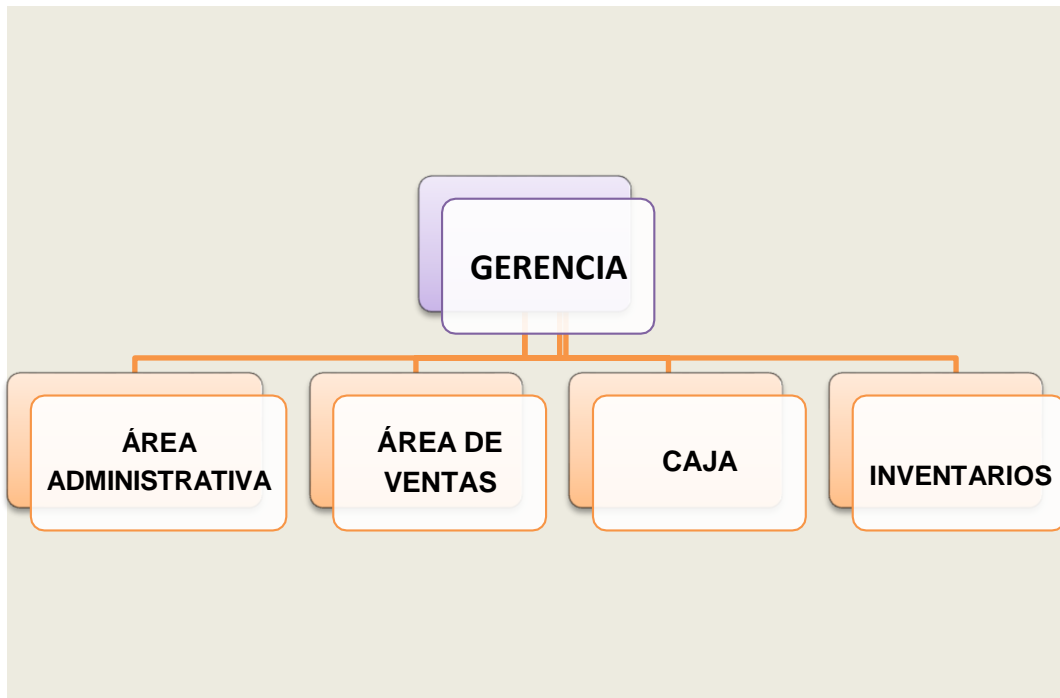 GERENCIA
ÁREA
ADMINISTRATIVA
ÁREA DE
VENTAS
CAJA
INVENTARIOS